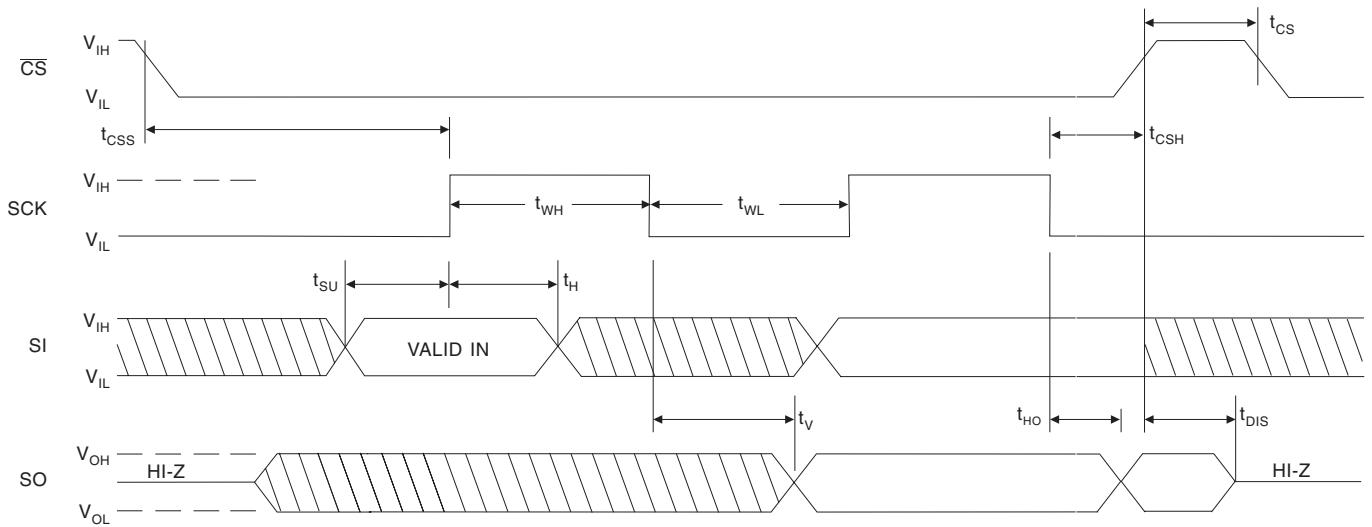 t_CS
V_IH
C̅S̅
V_IL
t_CSS
t_CSH
V_IH
SCK
t_WH
t_WL
V_IL
t_SU
t_H
V_IH
SI
VALID IN
V_IL
t_V
t_HO
t_DIS
V_OH
HI-Z
HI-Z
SO
V_OL